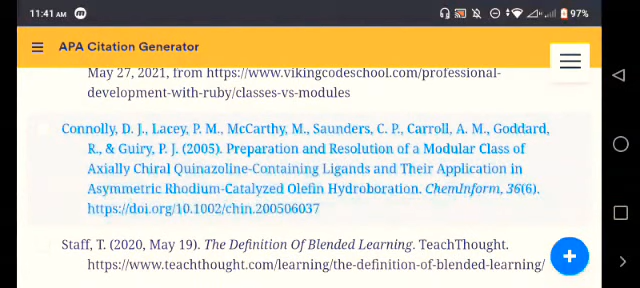 11:41 AM
97%
APA Citation Generator
May 27, 2021, from https://www.vikingcodeschool.com/professional-
development-with-ruby/classes-vs-modules
Connolly, D. J., Lacey, P. M., McCarthy, M., Saunders, C. P., Carroll, A. M., Goddard,
R., & Guiry, P. J. (2005). Preparation and Resolution of a Modular Class of
Axially Chiral Quinazoline-Containing Ligands and Their Application in
Asymmetric Rhodium-Catalyzed Olefin Hydroboration. ChemInform, 36(6).
https://doi.org/10.1002/chin.200506037
Staff, T. (2020, May 19). The Definition Of Blended Learning. TeachThought.
https://www.teachthought.com/learning/the-definition-of-blended-learning/